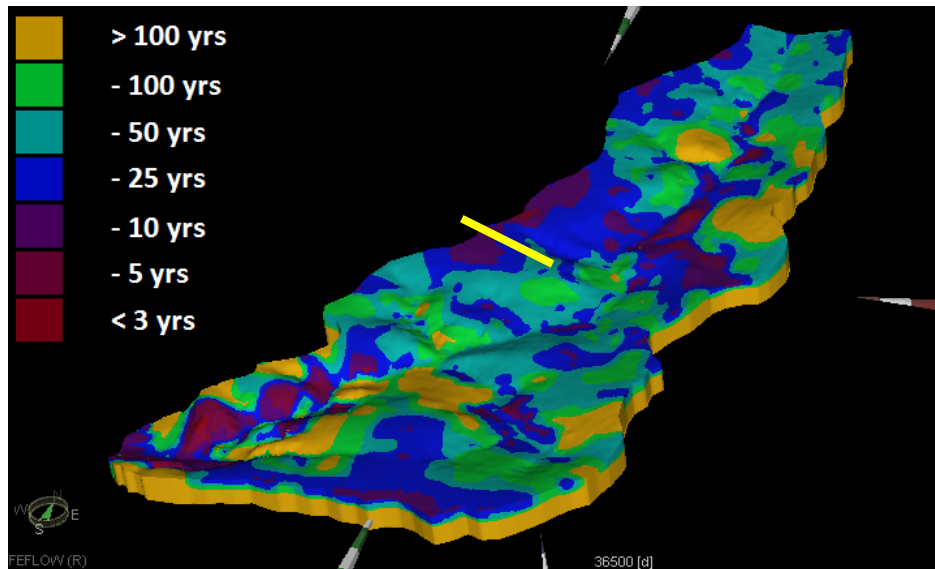 > 100 yrs
- 100 yrs
- 50 yrs
- 25 yrs
- 10 yrs
- 5 yrs
< 3 yrs
N
W
E
S
FEFLOW (R)
36500 [d]